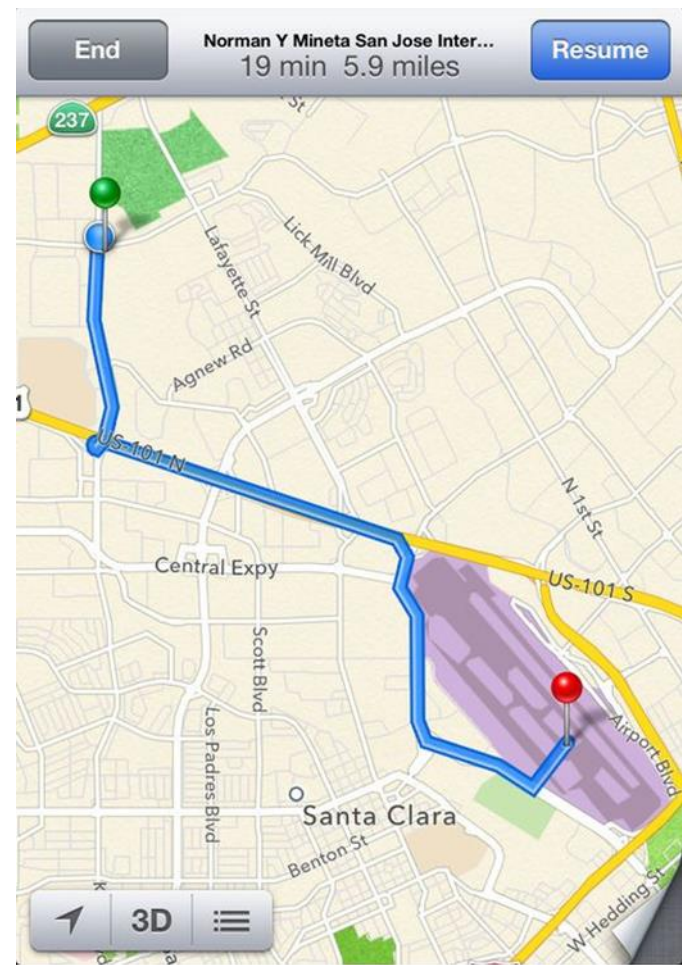 End
Norman Y Mineta San Jose Inter...
19 min 5.9 miles
Resume
St
237
Lafayette St
Lick Mill Blvd
Agnew Rd
1
US-101 N
N 1st St
Central Expy
US-101 S
Scott Blvd
Los Padres Blvd
Airport Blvd
Santa Clara
Benton St
W Hedding St
K
3D